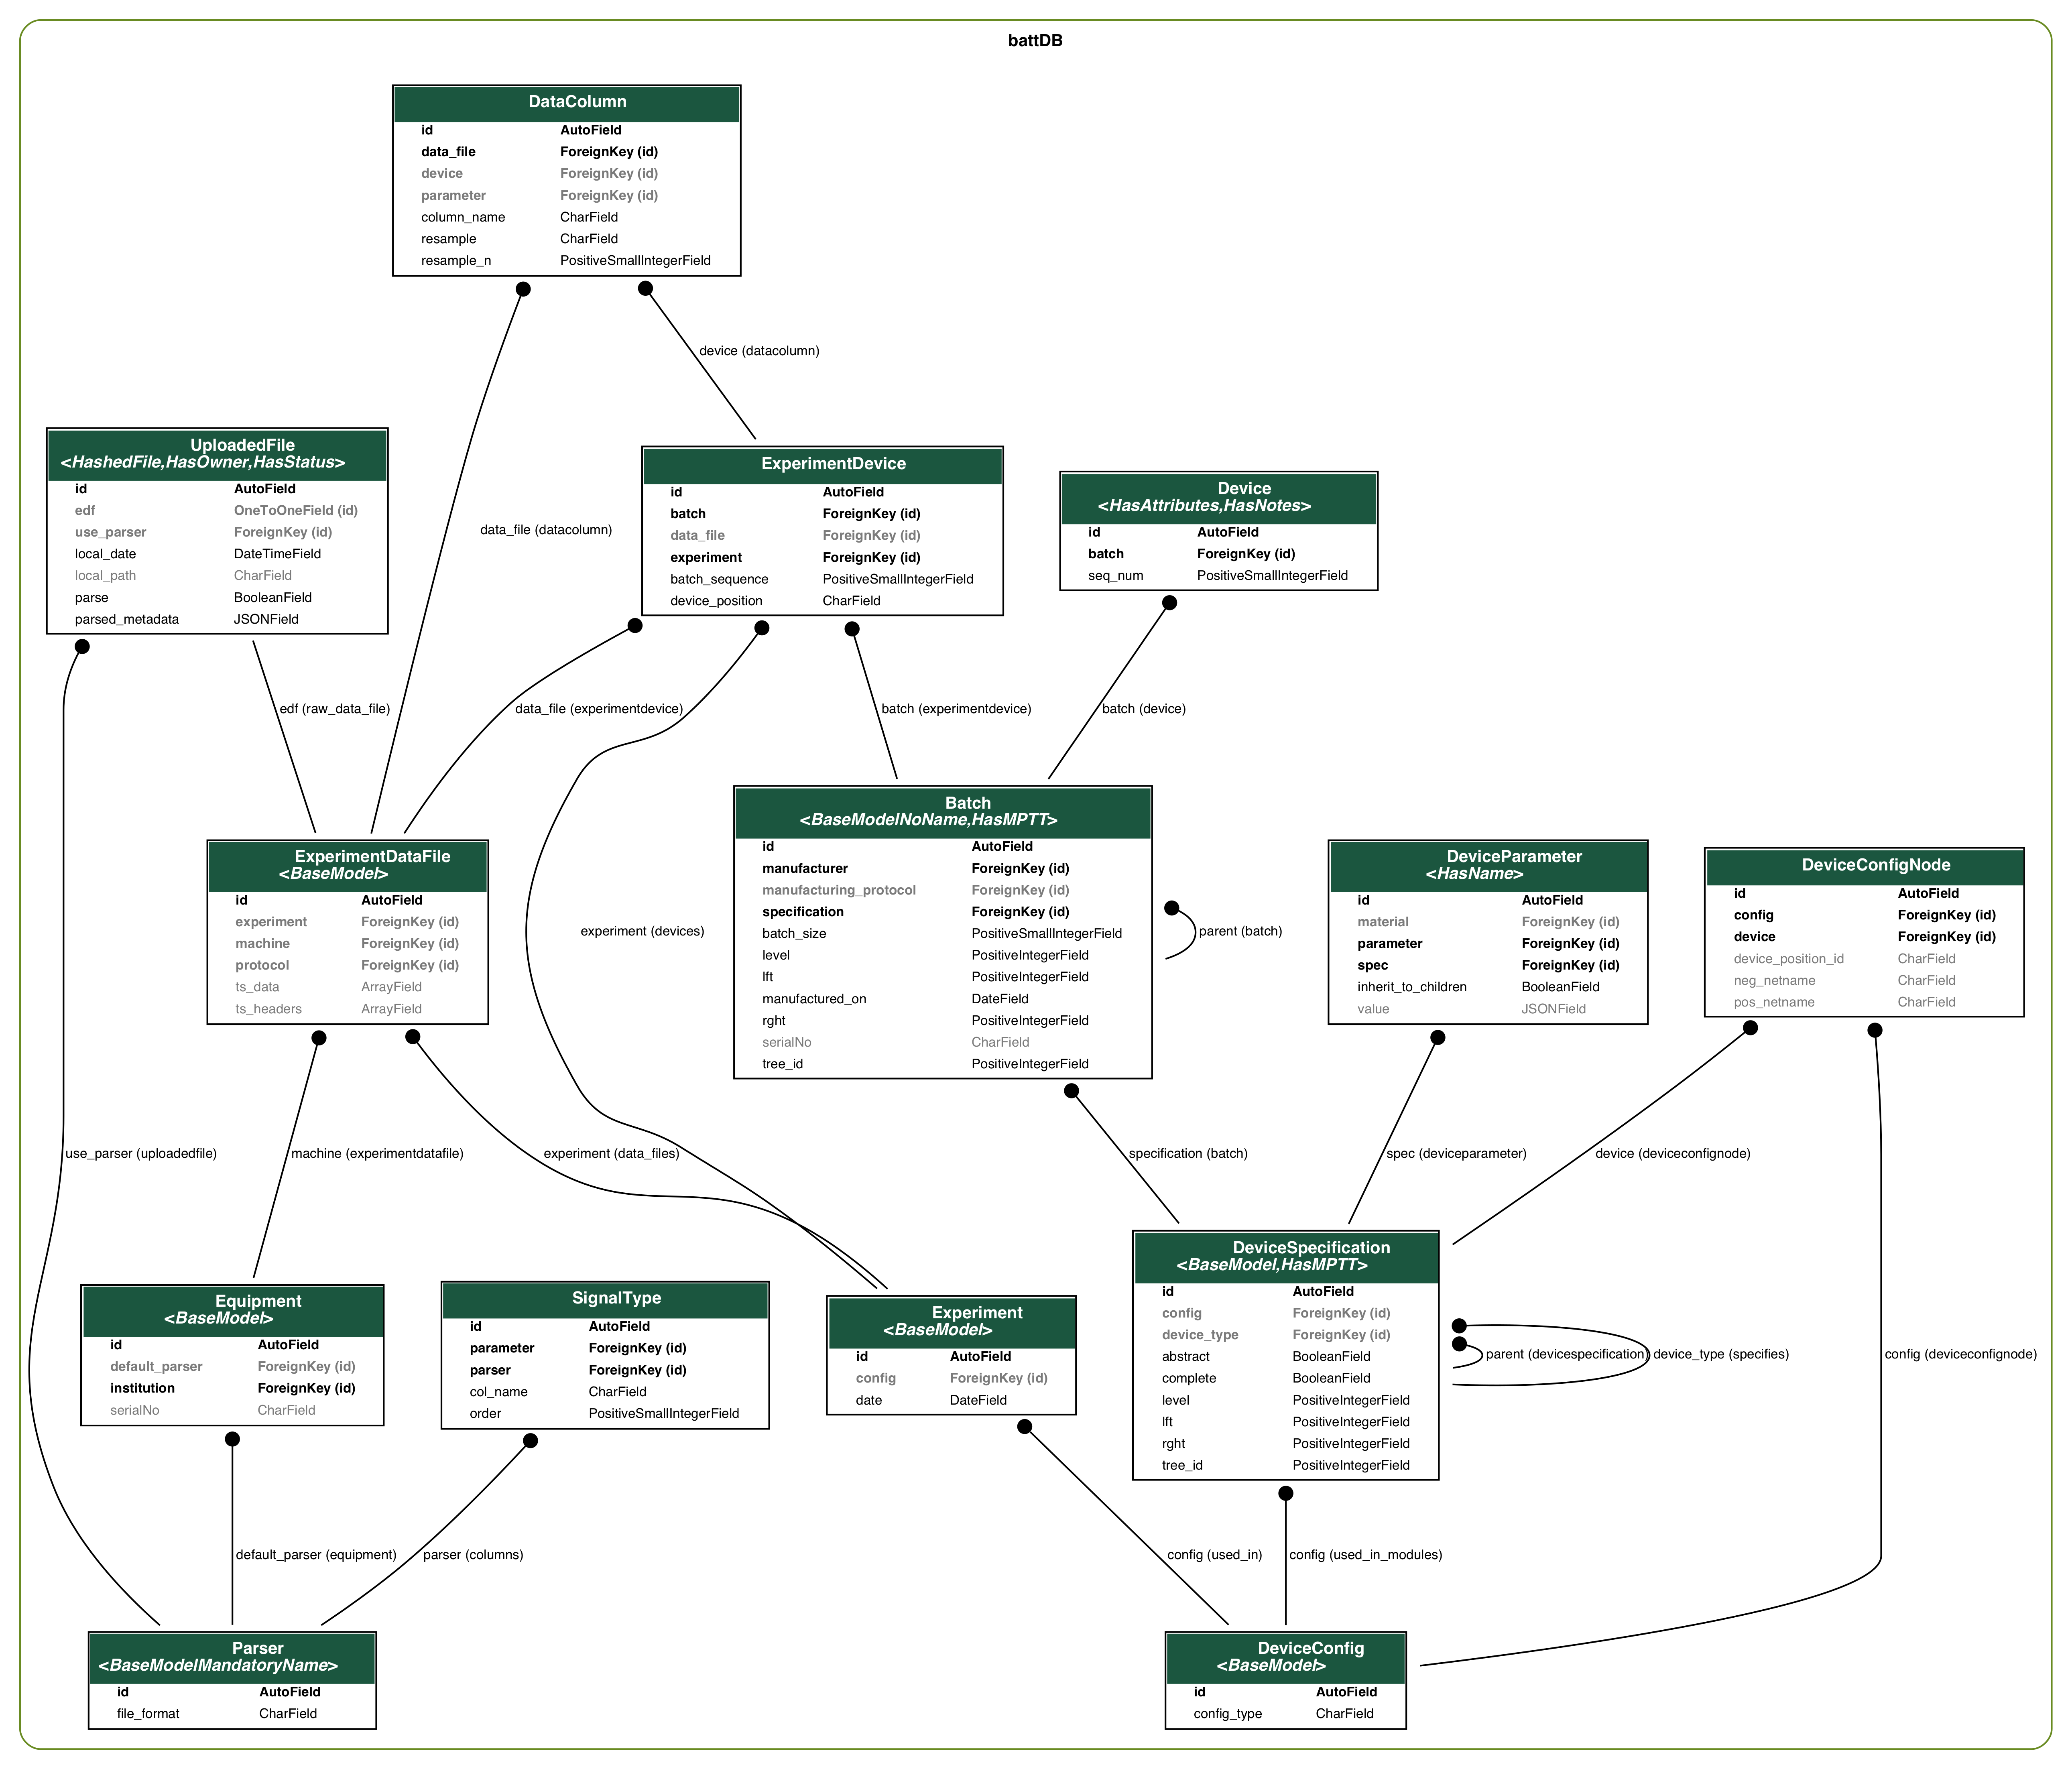 battDB
DataColumn
id AutoField
data_file ForeignKey (id)
device ForeignKey (id)
parameter ForeignKey (id)
column_name CharField
resample CharField
resample_n PositiveSmallIntegerField
device (datacolumn)
data_file (datacolumn)
UploadedFile
<HashedFile,HasOwner,HasStatus>
id AutoField
edf OneToOneField (id)
use_parser ForeignKey (id)
local_date DateTimeField
local_path CharField
parse BooleanField
parsed_metadata JSONField
ExperimentDevice
id AutoField
batch ForeignKey (id)
data_file ForeignKey (id)
experiment ForeignKey (id)
batch_sequence PositiveSmallIntegerField
device_position CharField
Device
<HasAttributes,HasNotes>
id AutoField
batch ForeignKey (id)
seq_num PositiveSmallIntegerField
edf (raw_data_file)
data_file (experimentdevice)
batch (experimentdevice)
batch (device)
ExperimentDataFile
<BaseModel>
id AutoField
experiment ForeignKey (id)
machine ForeignKey (id)
protocol ForeignKey (id)
ts_data ArrayField
ts_headers ArrayField
experiment (devices)
Batch
<BaseModelNoName,HasMPTT>
id AutoField
manufacturer ForeignKey (id)
manufacturing_protocol ForeignKey (id)
specification ForeignKey (id)
batch_size PositiveSmallIntegerField
level PositiveIntegerField
lft PositiveIntegerField
manufactured_on DateField
rght PositiveIntegerField
serialNo CharField
tree_id PositiveIntegerField
parent (batch)
DeviceParameter
<HasName>
id AutoField
material ForeignKey (id)
parameter ForeignKey (id)
spec ForeignKey (id)
inherit_to_children BooleanField
value JSONField
DeviceConfigNode
id AutoField
config ForeignKey (id)
device ForeignKey (id)
device_position_id CharField
neg_netname CharField
pos_netname CharField
use_parser (uploadedfile)
machine (experimentdatafile)
experiment (data_files)
specification (batch)
spec (deviceparameter)
device (deviceconfignode)
Equipment
<BaseModel>
id AutoField
default_parser ForeignKey (id)
institution ForeignKey (id)
serialNo CharField
SignalType
id AutoField
parameter ForeignKey (id)
parser ForeignKey (id)
col_name CharField
order PositiveSmallIntegerField
Experiment
<BaseModel>
id AutoField
config ForeignKey (id)
date DateField
DeviceSpecification
<BaseModel,HasMPTT>
id AutoField
config ForeignKey (id)
device_type ForeignKey (id)
abstract BooleanField
complete BooleanField
level PositiveIntegerField
lft PositiveIntegerField
rght PositiveIntegerField
tree_id PositiveIntegerField
parent (devicespecification)
device_type (specifies)
config (deviceconfignode)
default_parser (equipment)
parser (columns)
config (used_in)
config (used_in_modules)
Parser
<BaseModelMandatoryName>
id AutoField
file_format CharField
DeviceConfig
<BaseModel>
id AutoField
config_type CharField